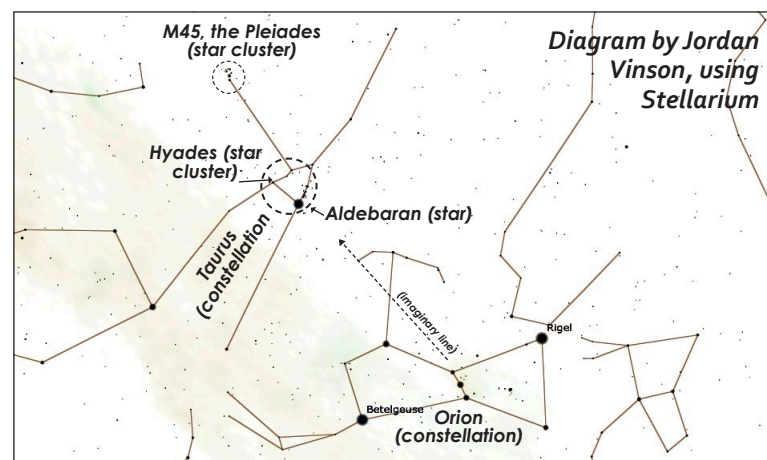 M45, the Pleiades
(star cluster)
Diagram by Jordan
Vinson, using
Stellarium
Hyades (star
cluster)
Aldebaran (star)
Taurus
(constellation)
(imaginary line)
Rigel
Betelgeuse
Orion
(constellation)